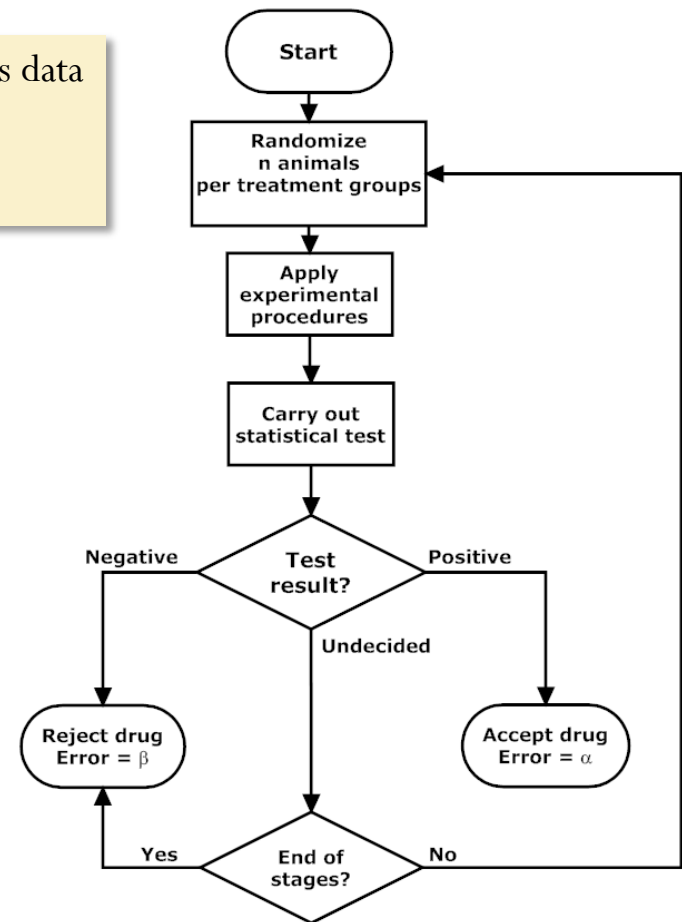 s data
Start
Randomize
n animals
per treatment groups
Apply
experimental
procedures
Carry out
statistical test
Negative
Test
result?
Positive
Undecided
Reject drug
Error = β
Accept drug
Error = α
Yes
End of
stages?
No